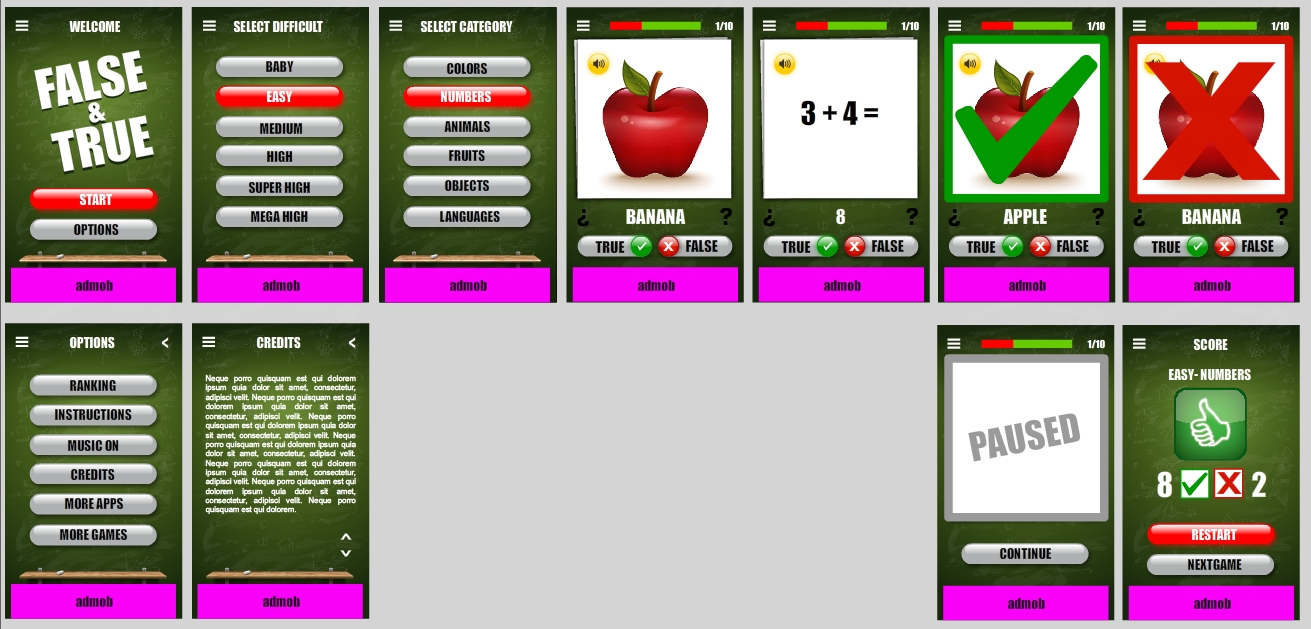 WELCOME
FALSE
&
TRUE
START
OPTIONS
admob
SELECT DIFFICULT
BABY
EASY
MEDIUM
HIGH
SUPER HIGH
MEGA HIGH
admob
SELECT CATEGORY
COLORS
NUMBERS
ANIMALS
FRUITS
OBJECTS
LANGUAGES
admob
1/10
¿ BANANA ?
TRUE FALSE
admob
1/10
3 + 4 =
¿ 8 ?
TRUE FALSE
admob
1/10
¿ APPLE ?
TRUE FALSE
admob
1/10
¿ BANANA ?
TRUE FALSE
admob
OPTIONS <
RANKING
INSTRUCTIONS
MUSIC ON
CREDITS
MORE APPS
MORE GAMES
admob
CREDITS <
Neque porro quisquam est qui dolorem
ipsum quia dolor sit amet, consectetur,
adipisci velit. Neque porro quisquam est qui
dolorem ipsum quia dolor sit amet,
consectetur, adipisci velit. Neque porro
quisquam est qui dolorem ipsum quia dolor
sit amet, consectetur, adipisci velit. Neque
porro quisquam est qui dolorem ipsum quia
dolor sit amet, consectetur, adipisci velit.
Neque porro quisquam est qui dolorem
ipsum quia dolor sit amet, consectetur,
adipisci velit. Neque porro quisquam est qui
dolorem ipsum quia dolor sit amet,
consectetur, adipisci velit. Neque porro
quisquam est qui dolorem.
admob
1/10
PAUSED
CONTINUE
admob
SCORE
EASY- NUMBERS
8 2
RESTART
NEXTGAME
admob